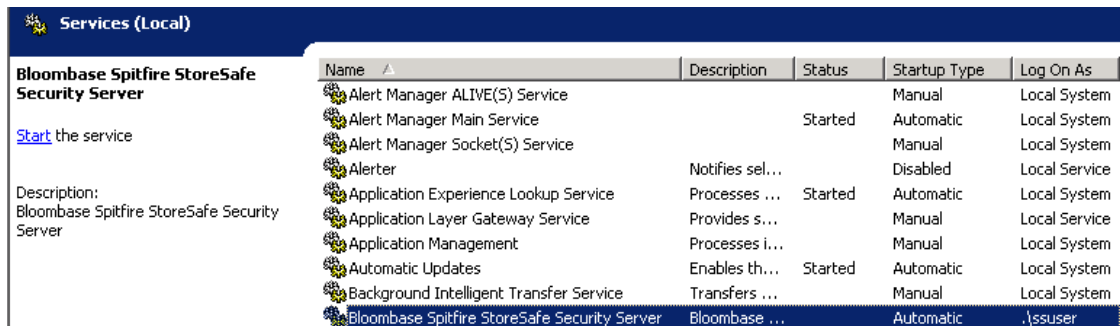 Services (Local)
Bloombase Spitfire StoreSafe
Security Server
Start the service
Description:
Bloombase Spitfire StoreSafe Security
Server
Name Description Status Startup Type Log On As
Alert Manager ALIVE(S) Service Manual Local System
Alert Manager Main Service Started Automatic Local System
Alert Manager Socket(S) Service Manual Local System
Alerter Notifies sel... Disabled Local Service
Application Experience Lookup Service Processes ... Started Automatic Local System
Application Layer Gateway Service Provides s... Manual Local Service
Application Management Processes i... Manual Local System
Automatic Updates Enables th... Started Automatic Local System
Background Intelligent Transfer Service Transfers ... Manual Local System
Bloombase Spitfire StoreSafe Security Server Bloombase ... Automatic .\ssuser